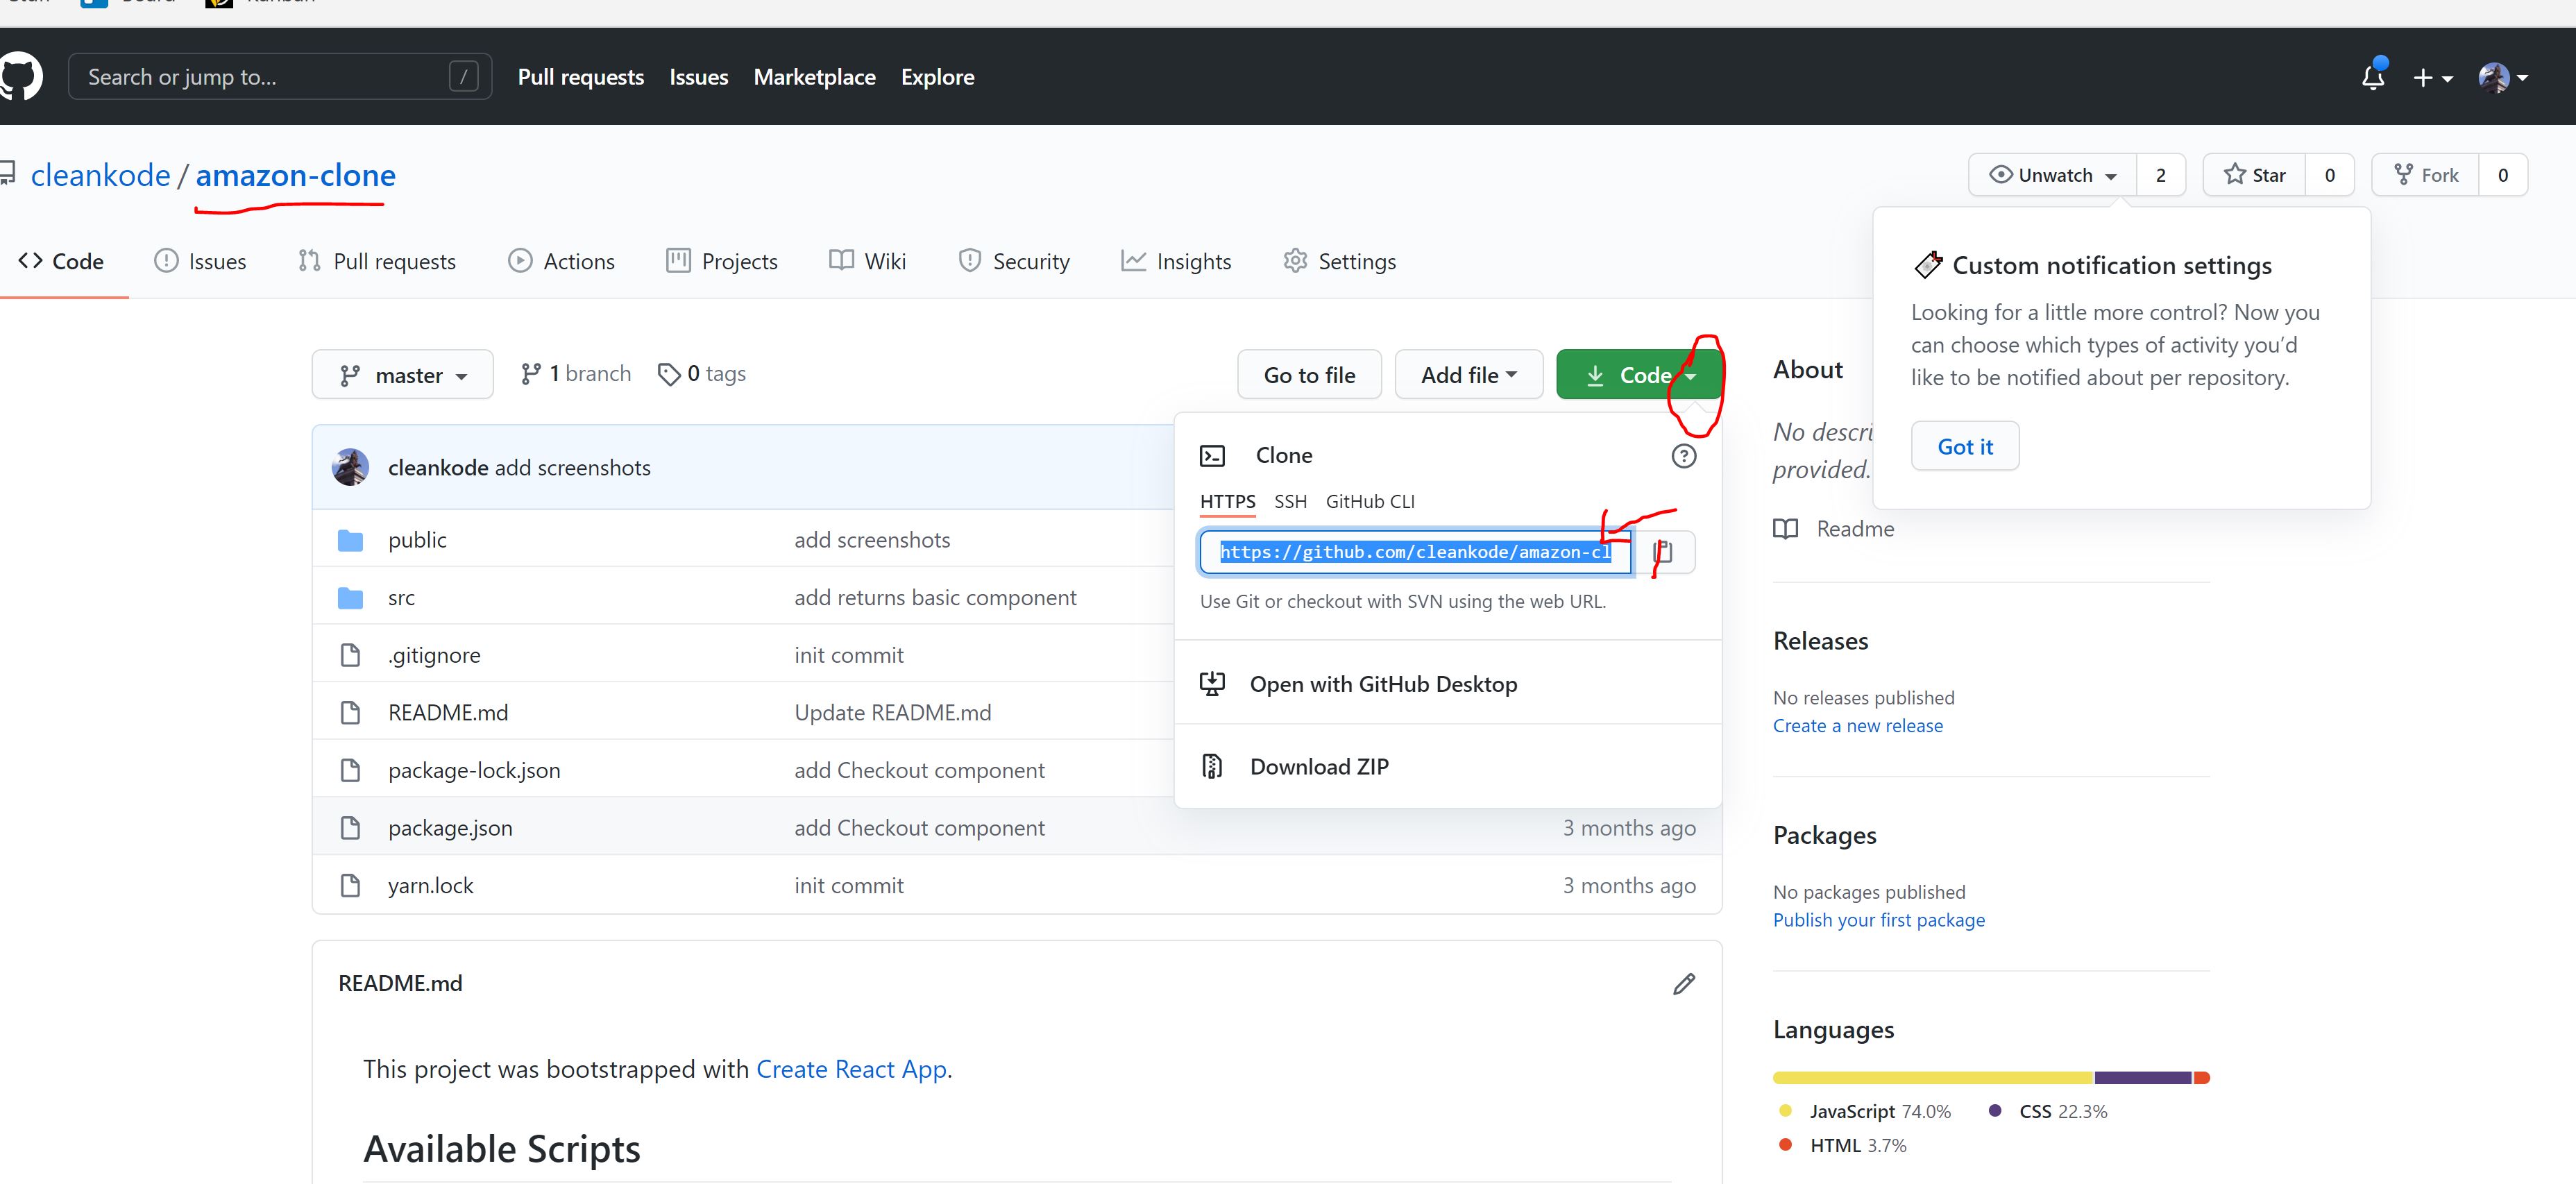 Board
Kanban
Search or jump to... /
Pull requests Issues Marketplace Explore
cleankode / amazon-clone
Unwatch 2 Star 0 Fork 0
Code Issues Pull requests Actions Projects Wiki Security Insights Settings
Custom notification settings
Looking for a little more control? Now you
can choose which types of activity you’d
like to be notified about per repository.
Got it
master 1 branch 0 tags
Go to file Add file Code
cleankode add screenshots
public add screenshots
src add returns basic component
.gitignore init commit
README.md Update README.md
package-lock.json add Checkout component
package.json add Checkout component 3 months ago
yarn.lock init commit 3 months ago
Clone
HTTPS SSH GitHub CLI
https://github.com/cleankode/amazon-cl
Use Git or checkout with SVN using the web URL.
Open with GitHub Desktop
Download ZIP
README.md
This project was bootstrapped with Create React App.
Available Scripts
About
No descri
provided.
Readme
Releases
No releases published
Create a new release
Packages
No packages published
Publish your first package
Languages
JavaScript 74.0% CSS 22.3%
HTML 3.7%